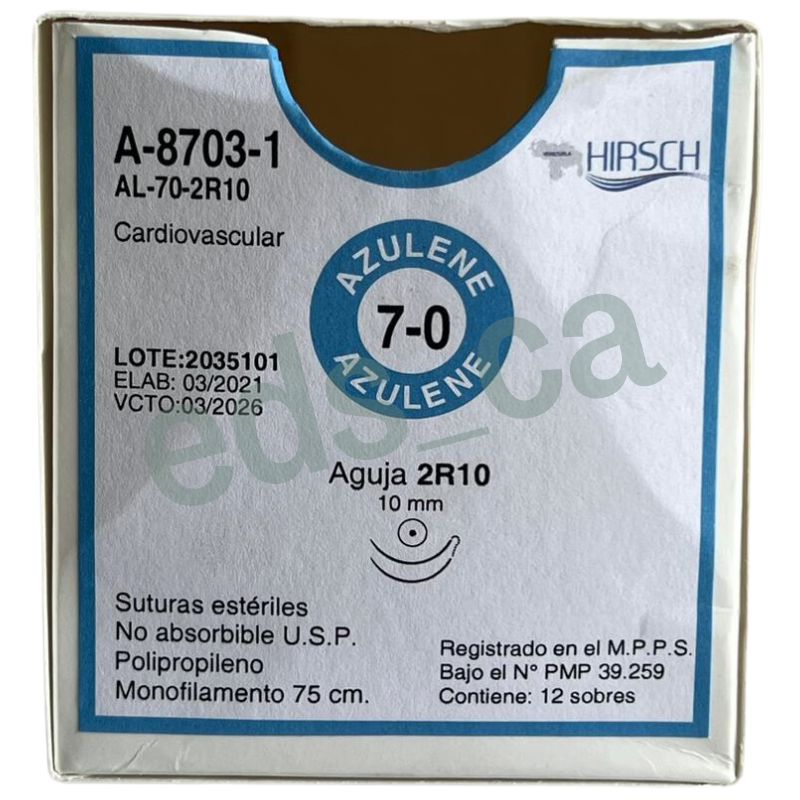 A-8703-1
AL-70-2R10
Cardiovascular
VENEZUELA
HIRSCH
AZULENE
7-0
AZULENE
LOTE:2035101
ELAB: 03/2021
VCTO:03/2026
eds_ca
Aguja 2R10
10 mm
Suturas estériles
No absorbible U.S.P.
Polipropileno
Monofilamento 75 cm.
Registrado en el M.P.P.S.
Bajo el N° PMP 39.259
Contiene: 12 sobres